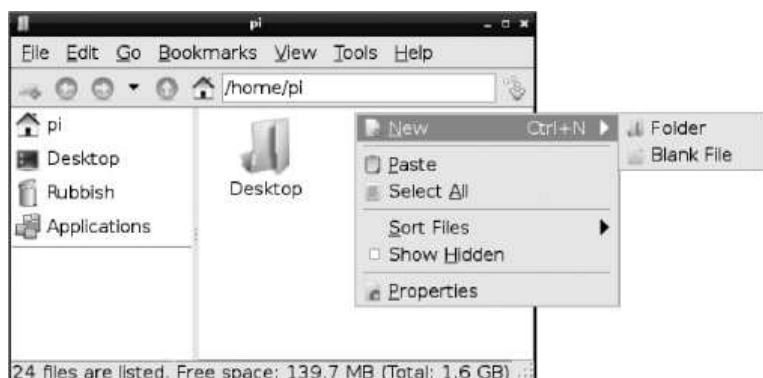 pi
File Edit Go Bookmarks View Tools Help
/home/pi
pi
Desktop
Rubbish
Applications
Desktop
New Ctrl+N
Paste
Select All
Sort Files
Show Hidden
Properties
Folder
Blank File
24 files are listed. Free space: 139.7 MB (Total: 1.6 GB)